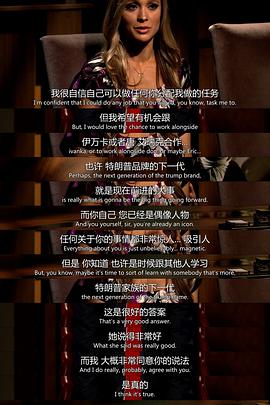 我很自信自己可以做任何你分配我做的任务
I'm confident that I could do any job that you would, you know, task me to.
但我希望有机会跟
But, I would love the chance to work alongside
伊万卡或者唐 艾瑞克合作
ivanka or to work alongside don or maybe Eric...
也许 特朗普品牌的下一代
Perhaps, the next generation of the trump brand,
就是现在前进的大事
is really what is gonna be the big thing going forward.
而你自己 您已经是偶像人物
And you yourself, sir, you're already an icon.
任何关于你的事情都非常惊人... 吸引人
Everything about you is just unbelievably... magnetic.
但是 你知道 也许是时候跟其他人学习
But, you know, maybe it's time to sort of learn with somebody that's more,
特朗普家族的下一代
the next generation of the trump name.
这是很好的答案
That's a very good answer.
她说得非常好
What she said was really good.
而我 大概非常同意你的说法
And I do really, probably, agree with you.
是真的
I think it's true.